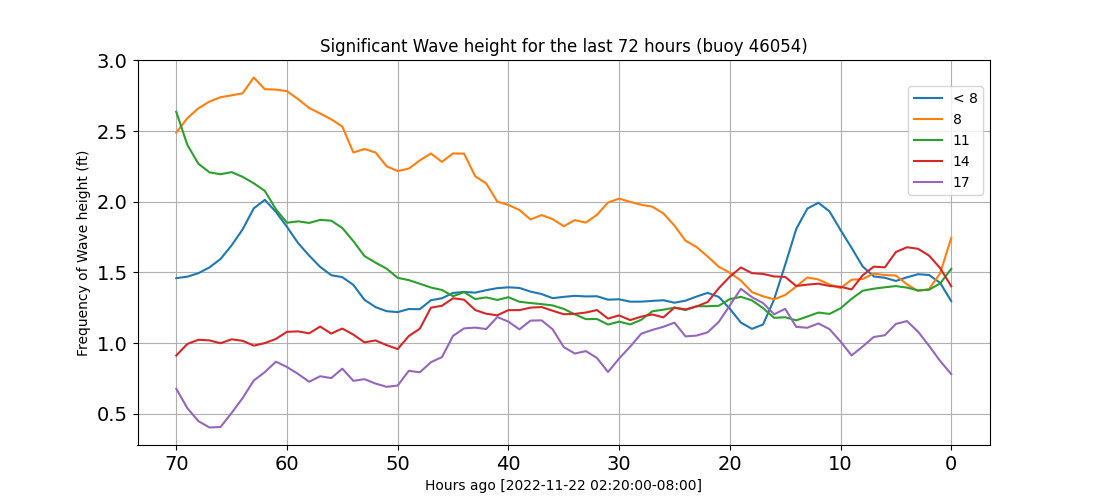 Significant Wave height for the last 72 hours (buoy 46054)
3.0
2.5
2.0
1.5
1.0
0.5
Frequency of Wave height (ft)
< 8
8
11
14
17
70 60 50 40 30 20 10 0
Hours ago [2022-11-22 02:20:00-08:00]